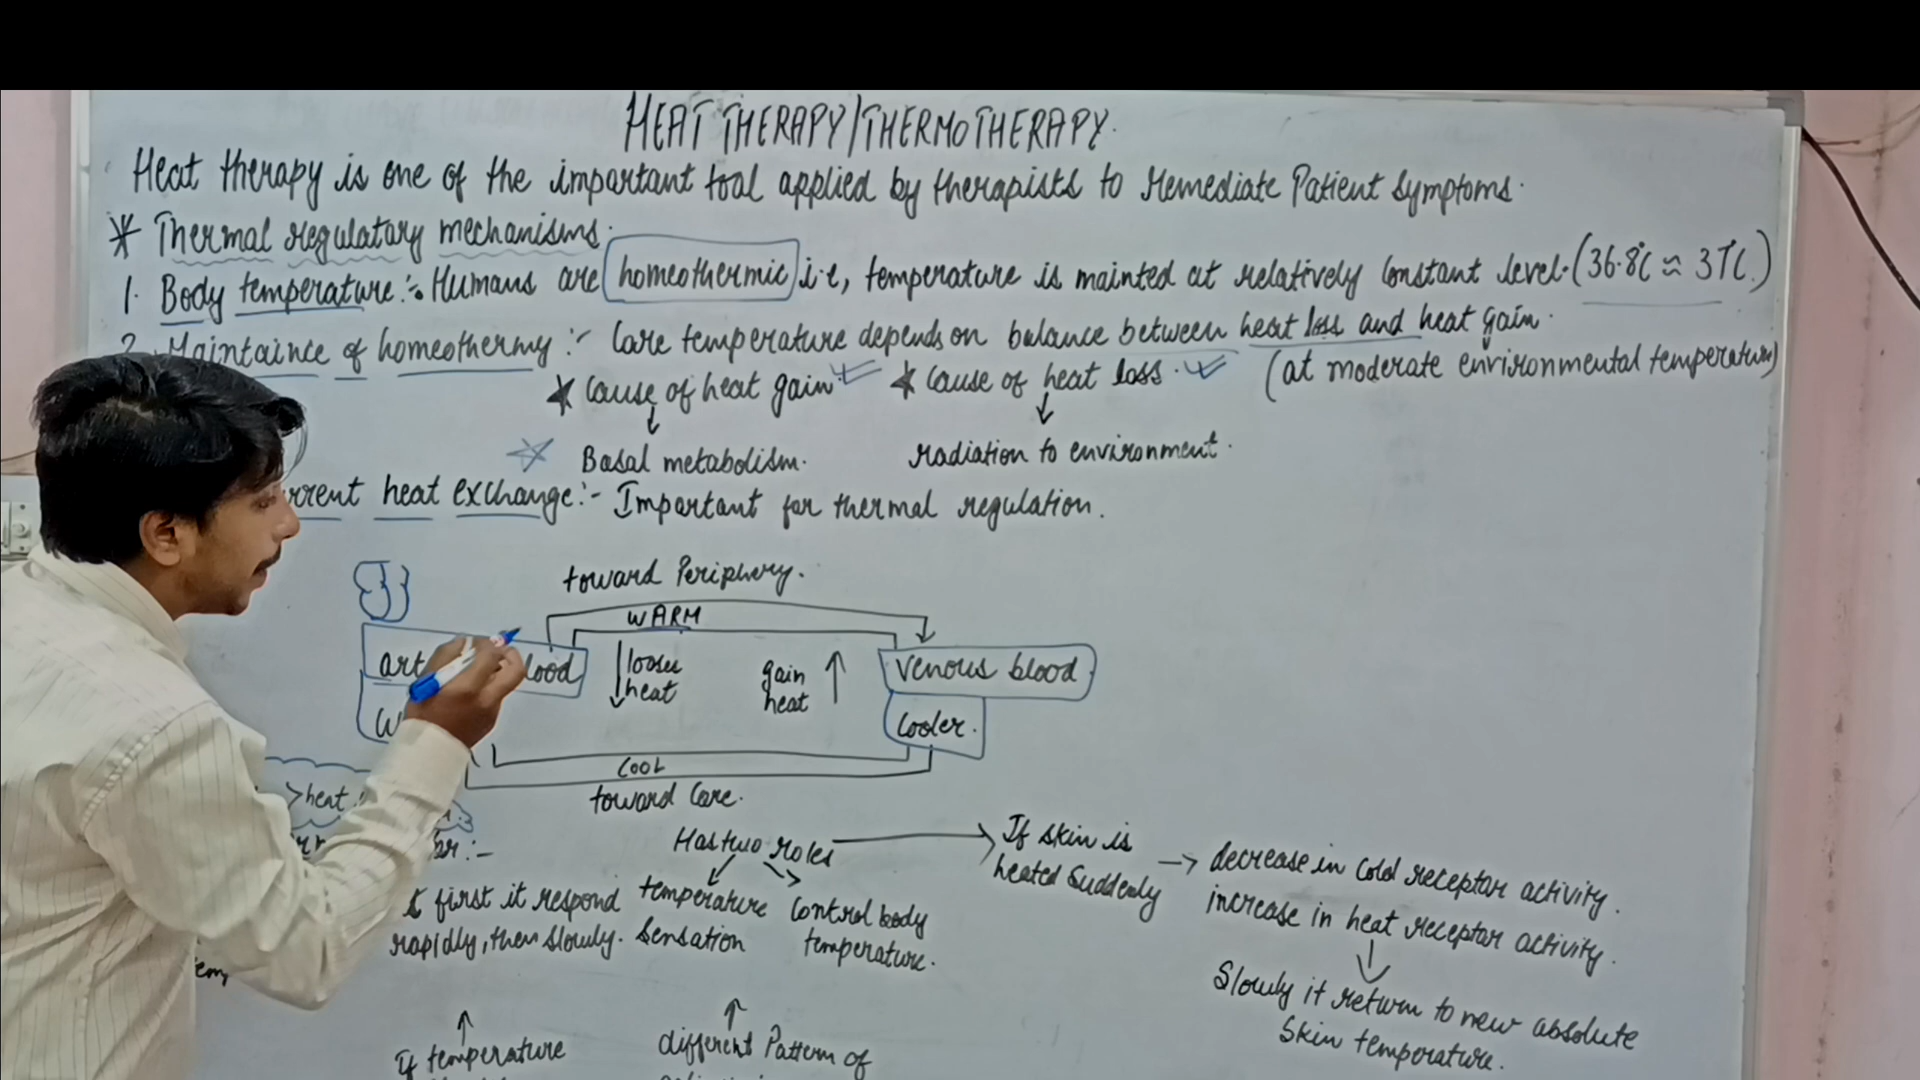 HEAT THERAPY/THERMOTHERAPY.
Heat therapy is one of the important tool applied by therapists to remediate Patient symptoms.
* Thermal regulatory mechanisms.
1. Body temperature:- Humans are homeothermic i.e, temperature is mainted at relatively constant level. (36.8°C ≈ 37°C.)
Maintaince of homeothermy:- Core temperature depends on balance between heat loss and heat gain.
(at moderate environmental temperature)
★ Cause of heat gain. ★ Cause of heat loss.
↓ ↓
Basal metabolism. radiation to environment.
rrent heat exchange:- Important for thermal regulation.
toward Periphery.
WARM
art lood
looses heat
gain heat
Venous blood
Cooler.
COOL
toward Core.
>heat
Has two roles → If skin is heated suddenly → decrease in cold receptor activity.
increase in heat receptor activity.
↓
Slowly it return to new absolute
skin temperature.
first it respond
rapidly, then slowly.
temperature
sensation
control body
temperature.
↑ ↑
If temperature
different Pattern of